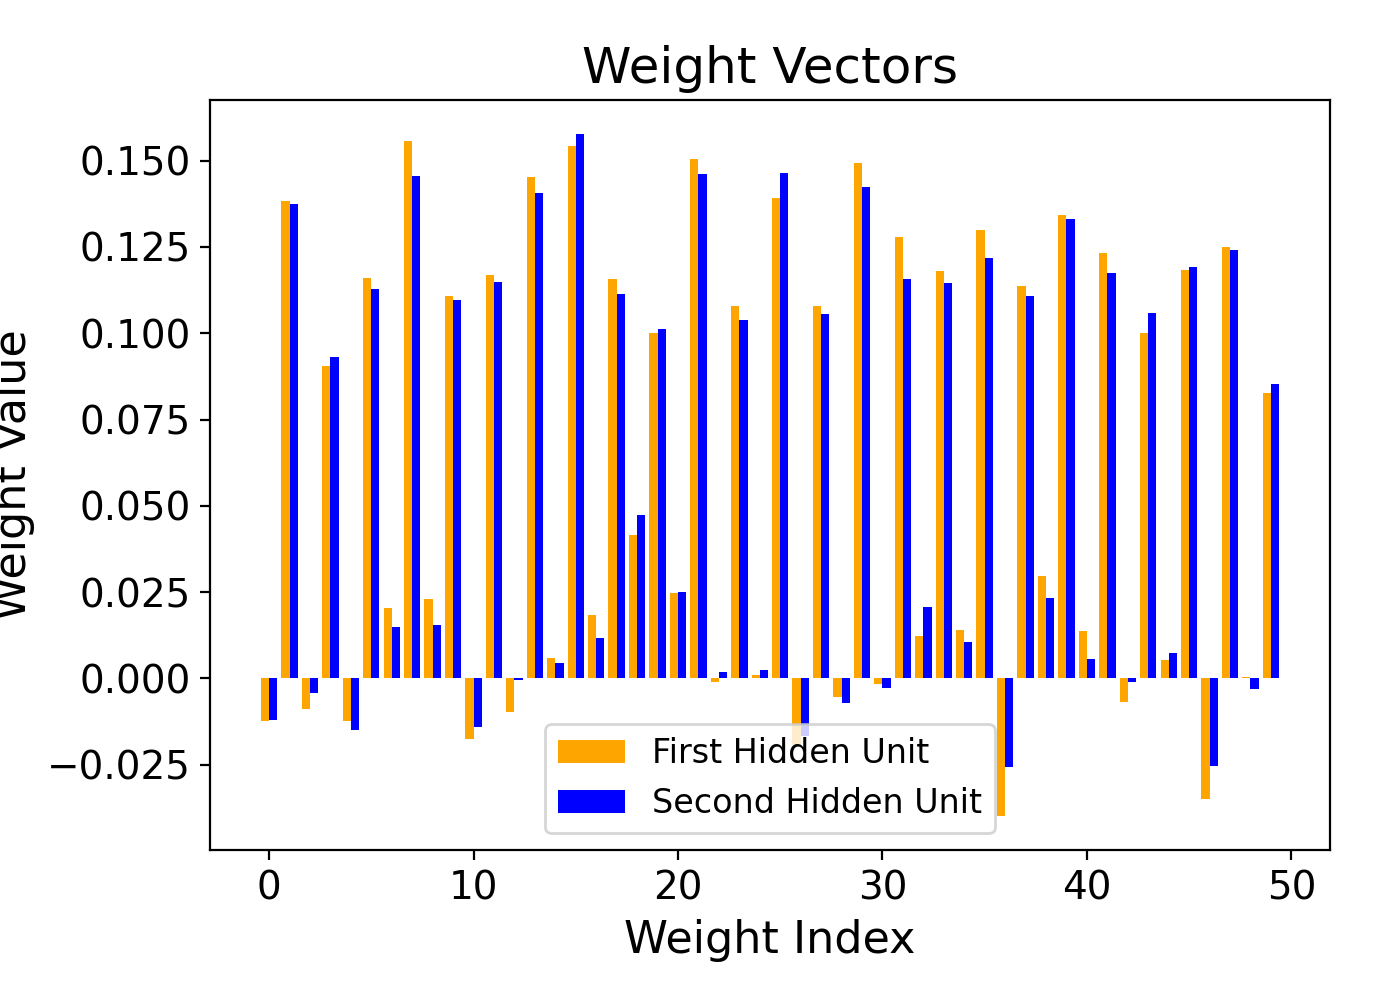 Weight Vectors
0.150
0.125
0.100
0.075
0.050
0.025
0.000
−0.025
Weight Value
First Hidden Unit
Second Hidden Unit
0 10 20 30 40 50
Weight Index